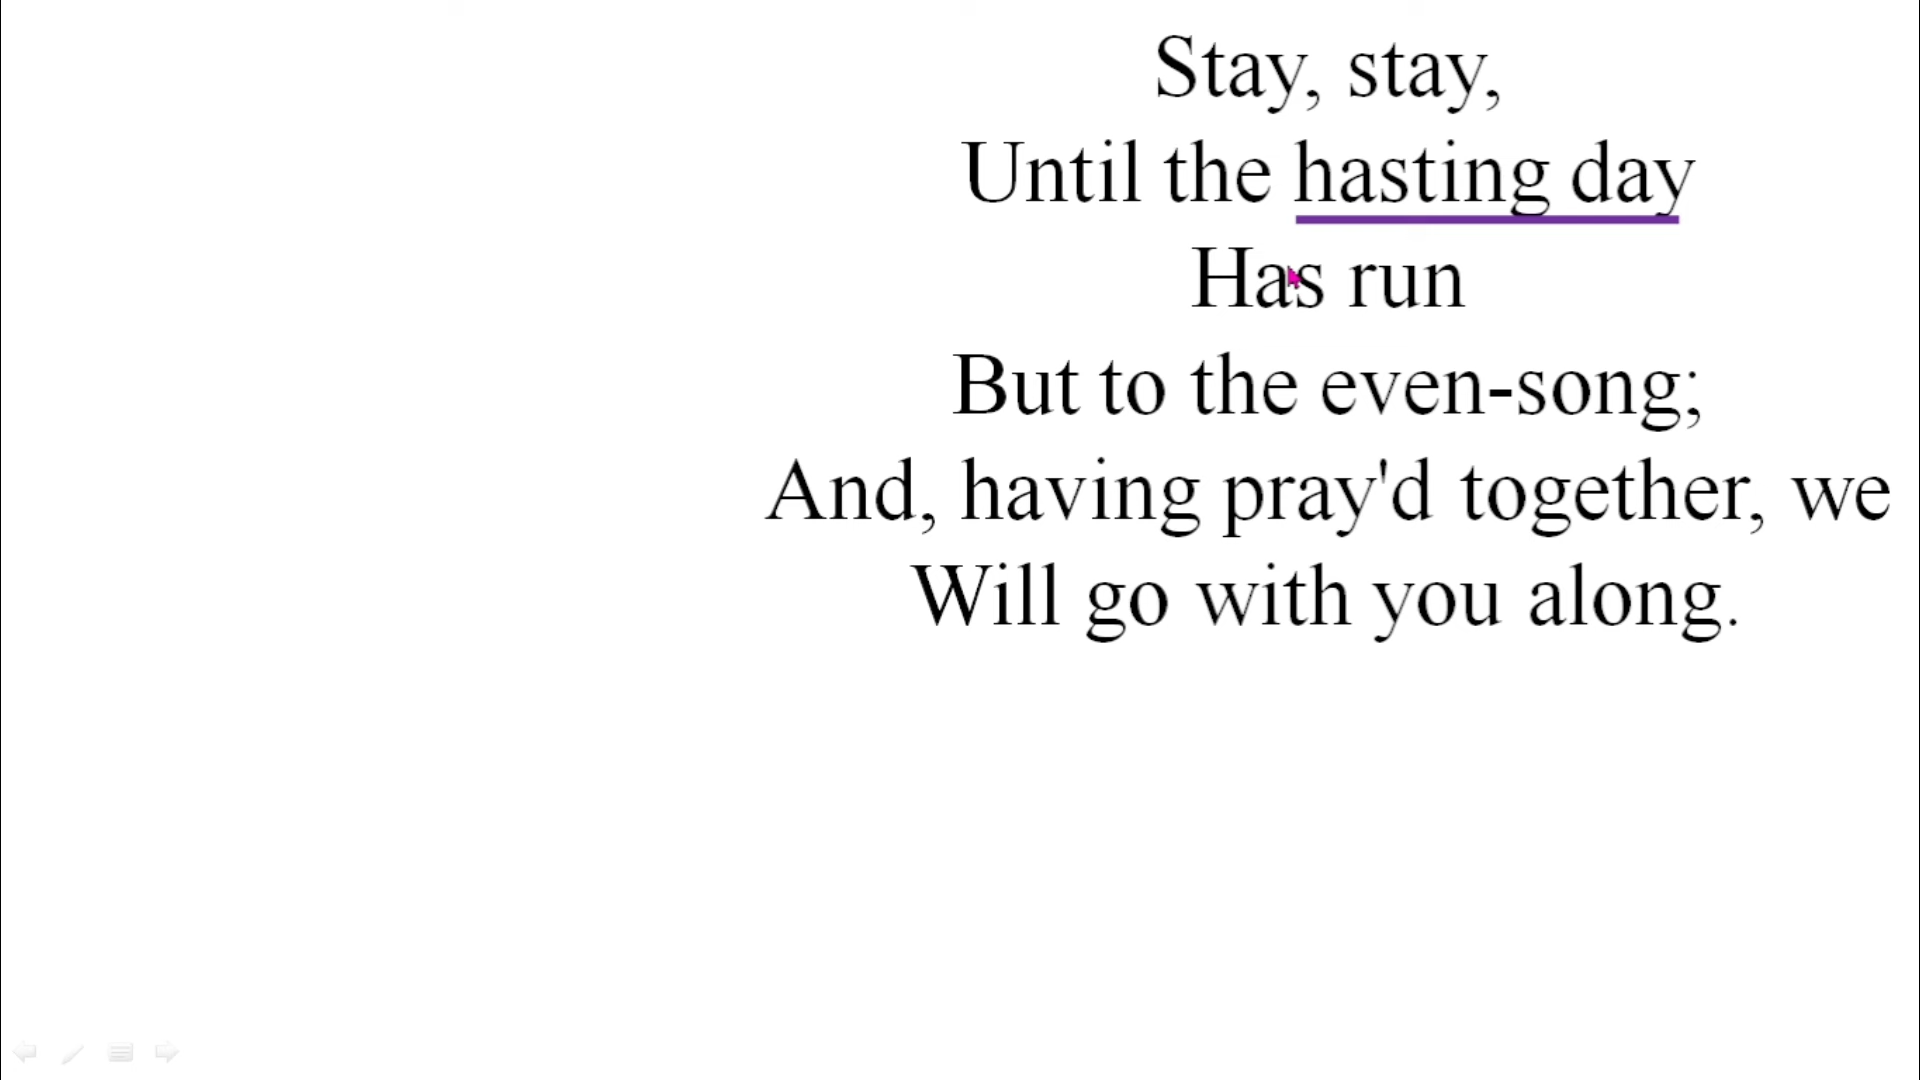 Stay, stay,
Until the hasting day
Has run
But to the even-song;
And, having pray'd together, we
Will go with you along.